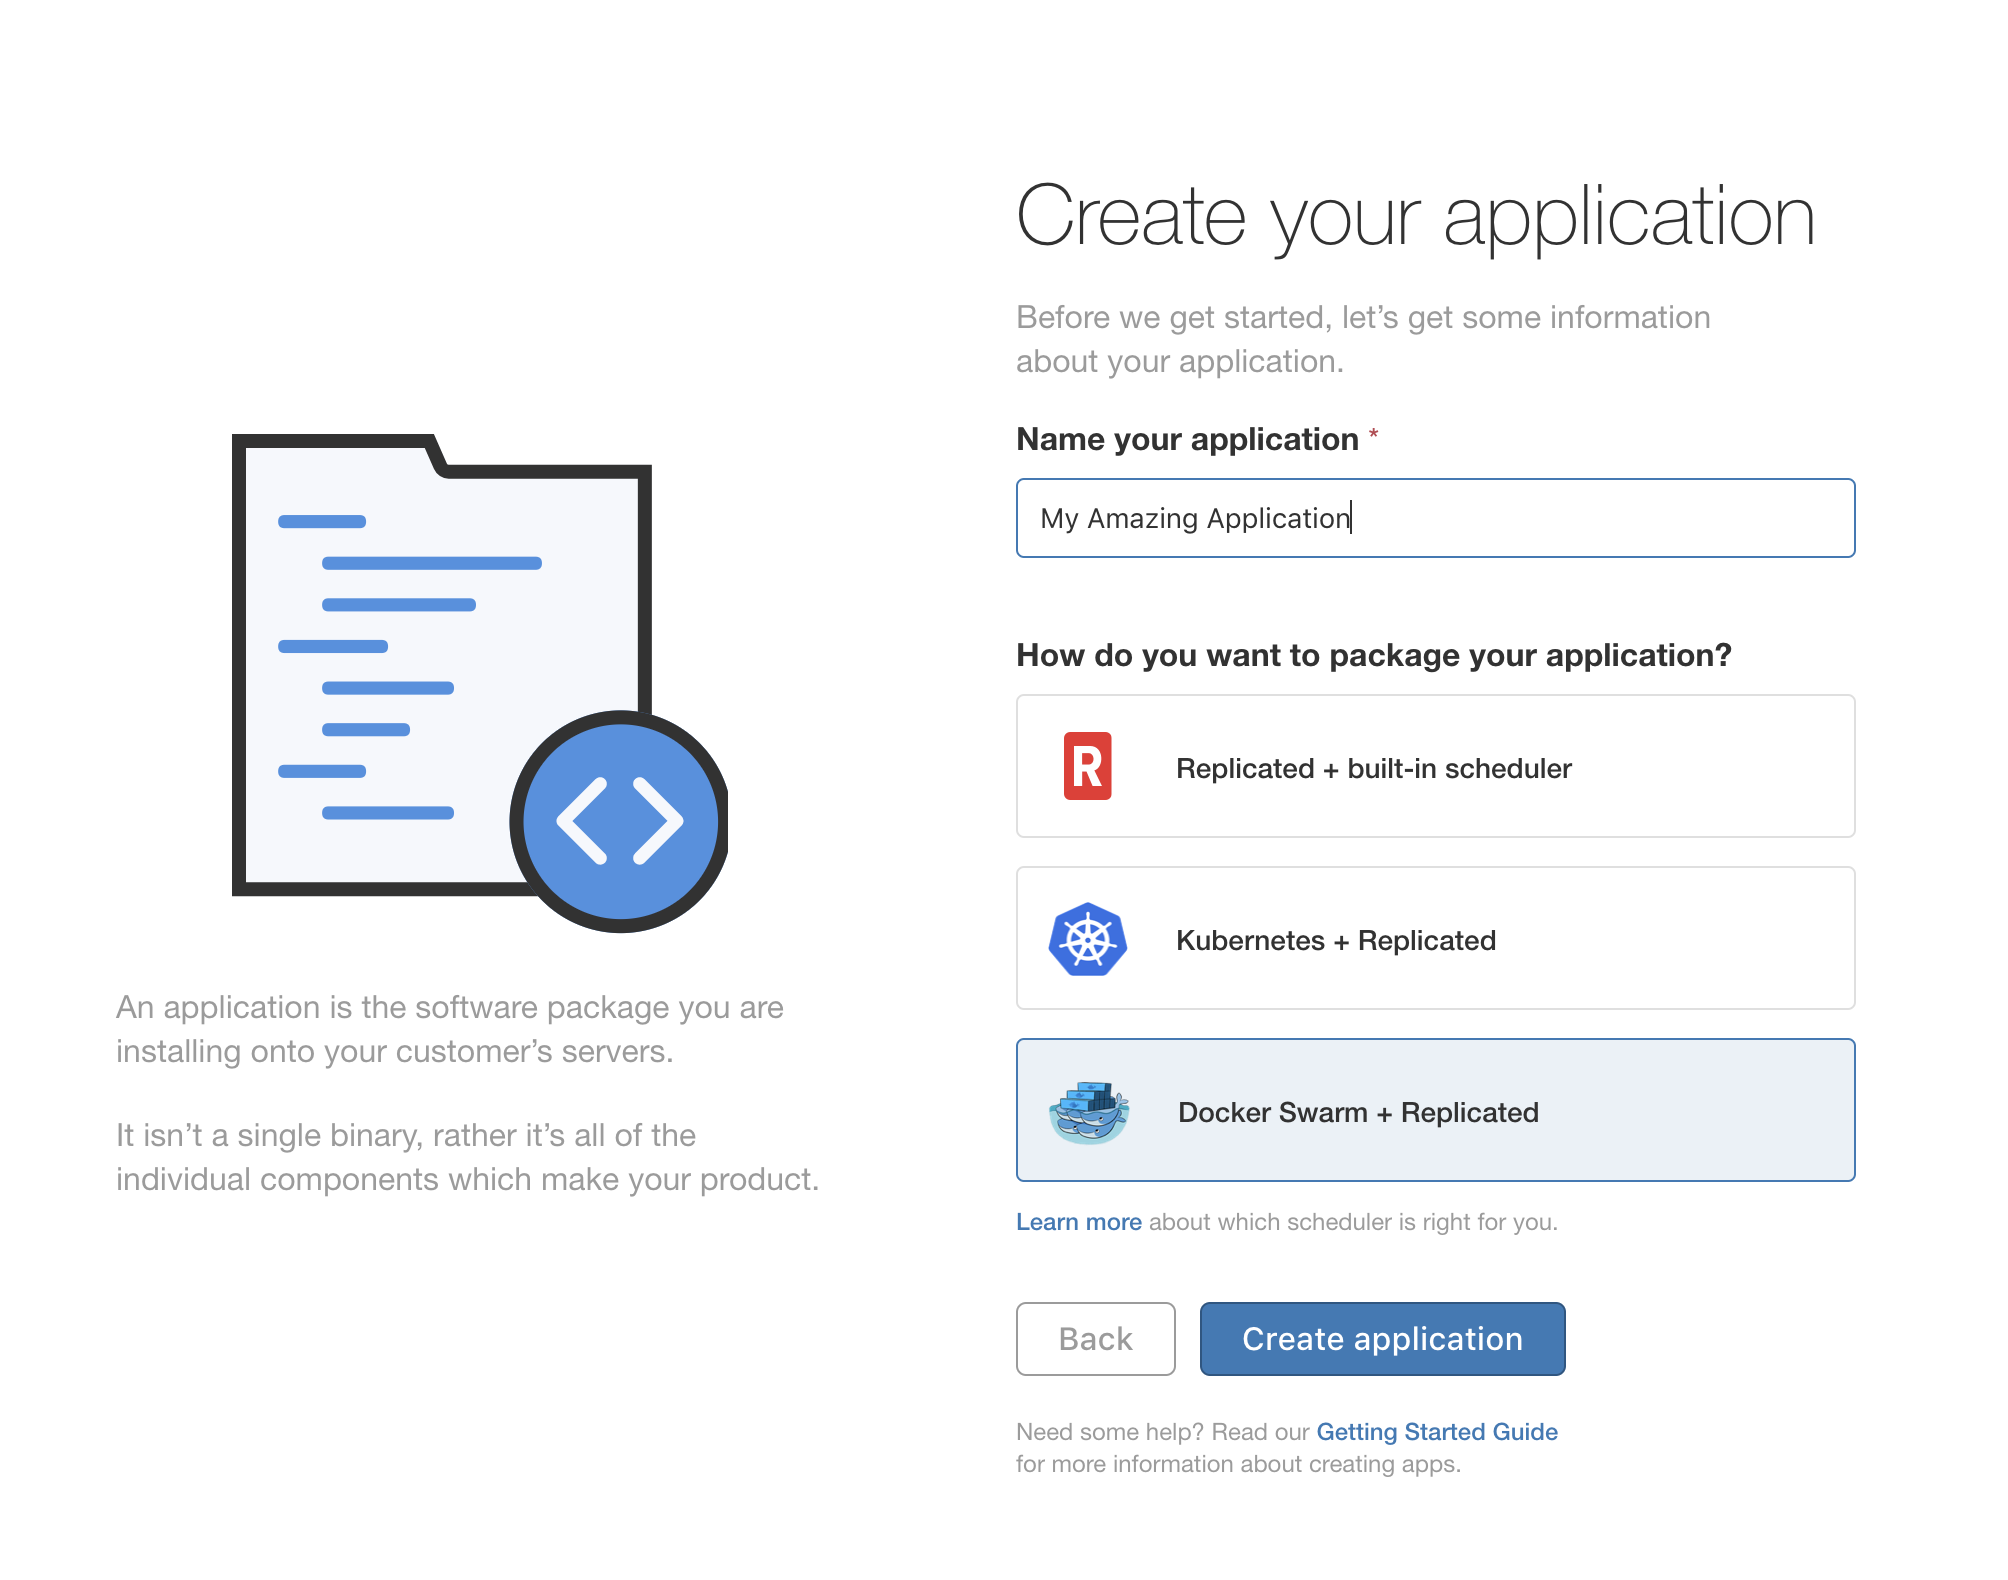 Create your application
Before we get started, let’s get some information
about your application.
Name your application *
My Amazing Application
How do you want to package your application?
R
Replicated + built-in scheduler
Kubernetes + Replicated
Docker Swarm + Replicated
Learn more about which scheduler is right for you.
Back
Create application
Need some help? Read our Getting Started Guide
for more information about creating apps.
An application is the software package you are
installing onto your customer’s servers.
It isn’t a single binary, rather it’s all of the
individual components which make your product.